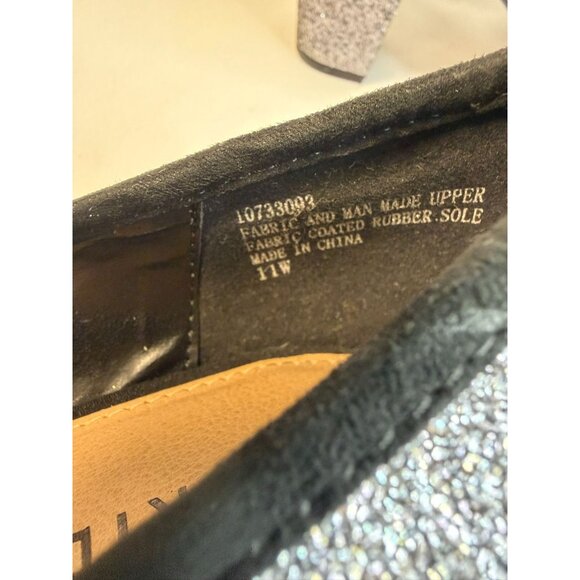 10733093
FABRIC AND MAN MADE UPPER
FABRIC COATED RUBBER SOLE
MADE IN CHINA
11W